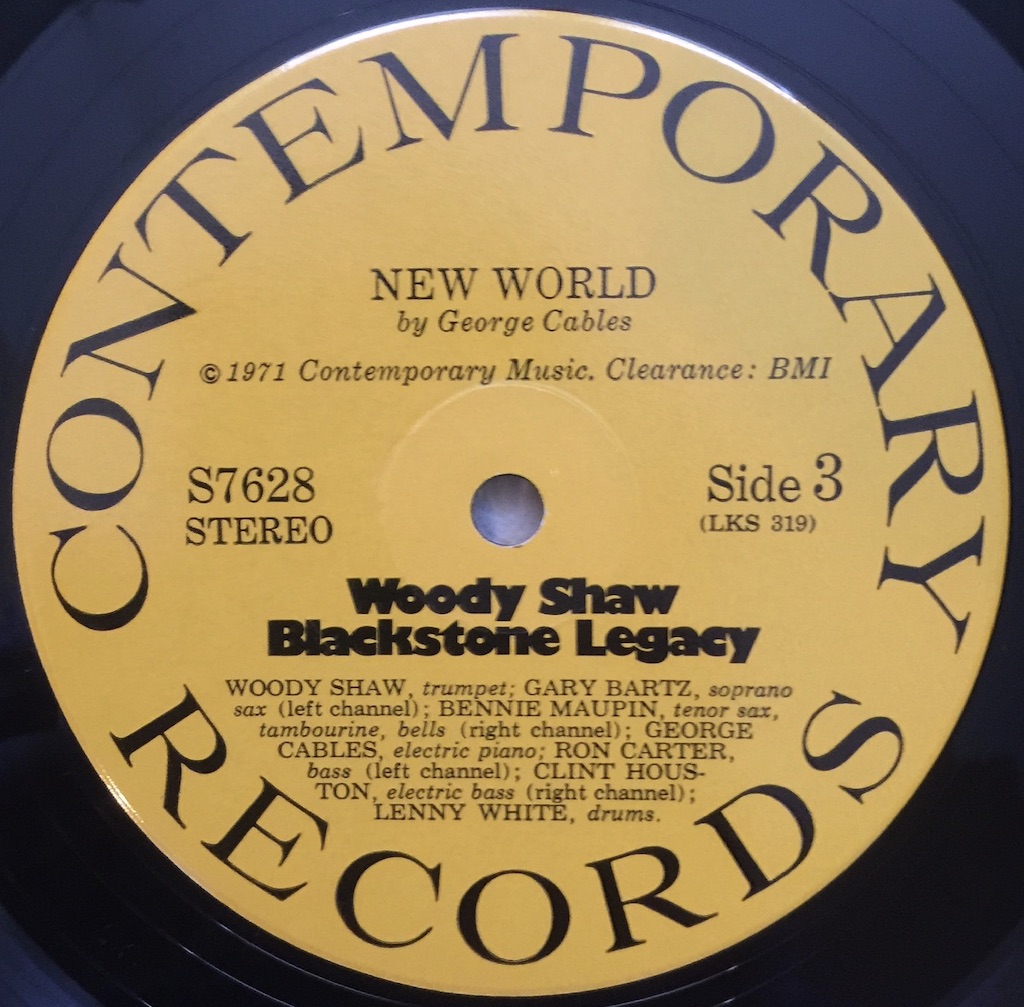 CONTEMPORARY
NEW WORLD
by George Cables
©1971 Contemporary Music. Clearance: BMI
S7628
STEREO
Side 3
(LKS 319)
Woody Shaw
Blackstone Legacy
WOODY SHAW, trumpet; GARY BARTZ, soprano
sax (left channel); BENNIE MAUPIN, tenor sax,
tambourine, bells (right channel); GEORGE
CABLES, electric piano; RON CARTER,
bass (left channel); CLINT HOUS-
TON, electric bass (right channel);
LENNY WHITE, drums.
RECORDS